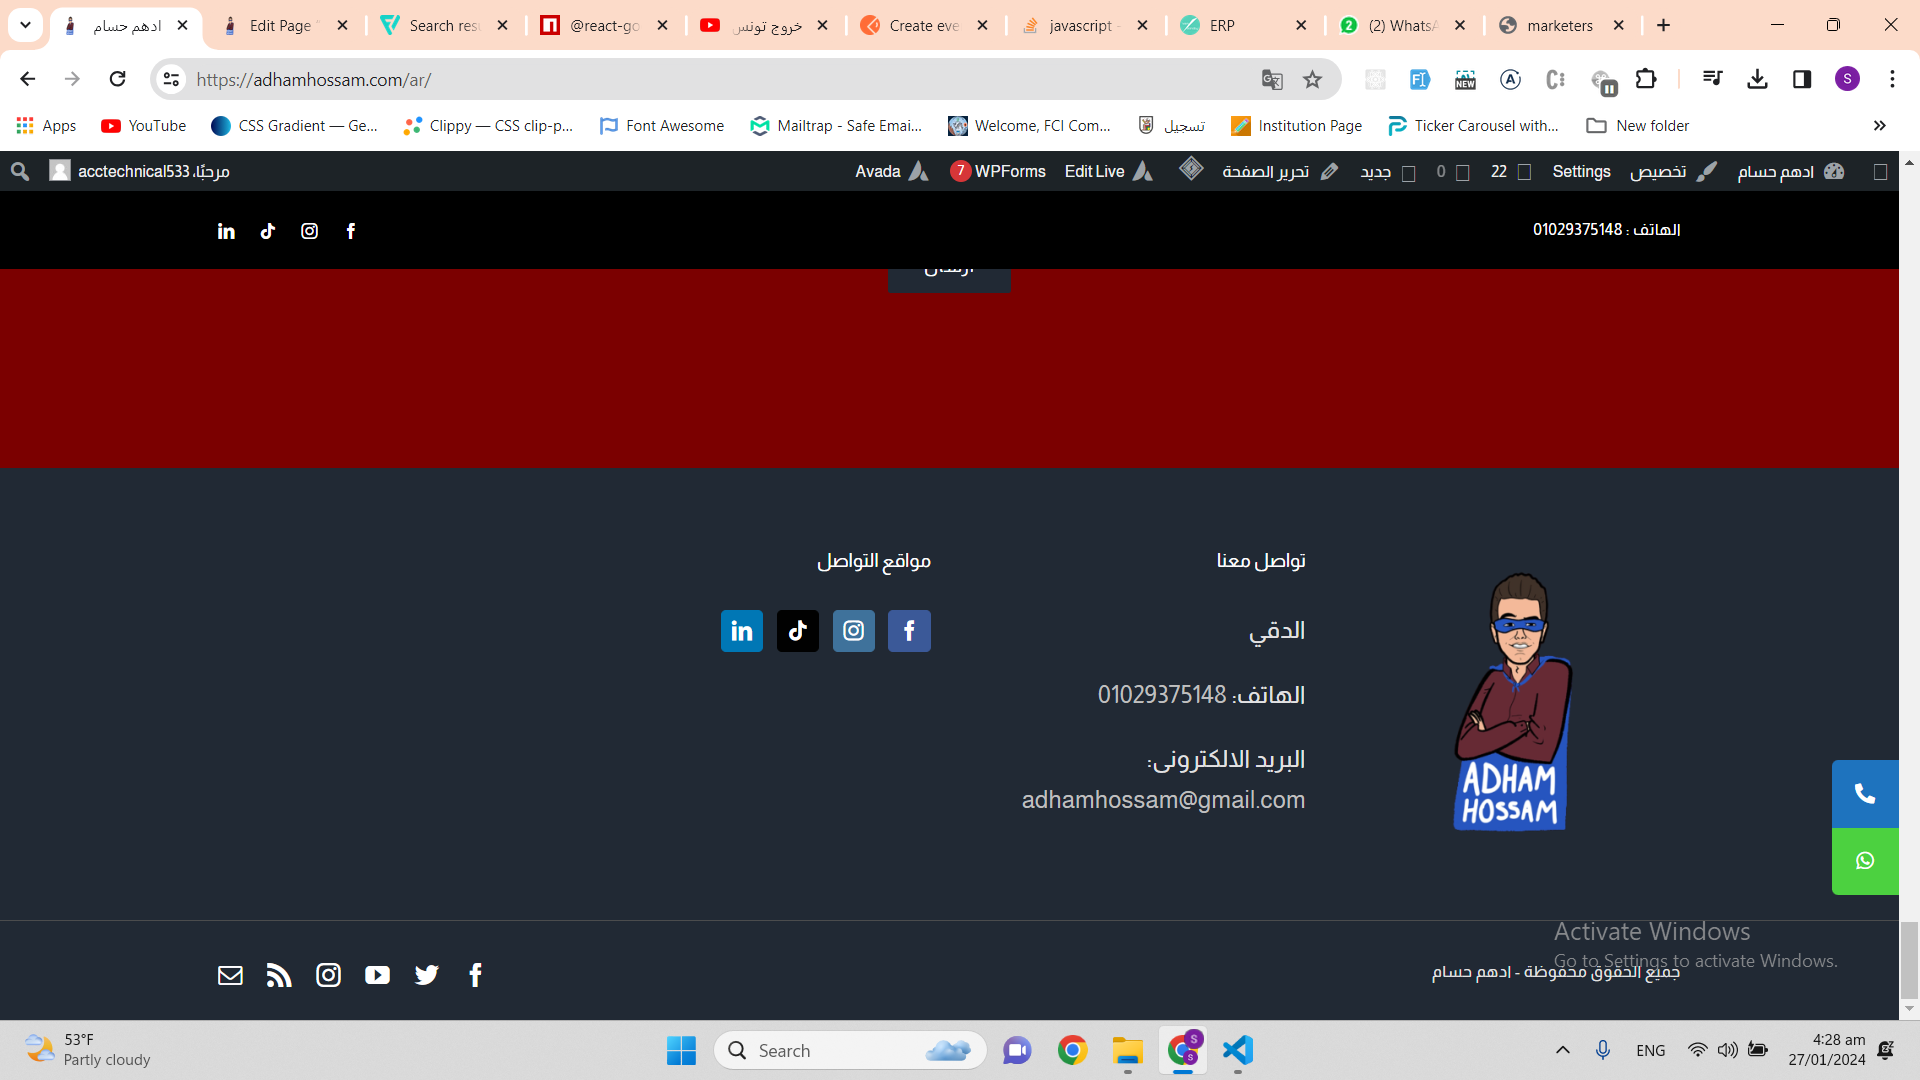 ادهم حسام
Edit Page
Search res
@react-go
خروج تونس
Create eve
javascript -
ERP
(2) WhatsA
marketers
https://adhamhossam.com/ar/
Apps
YouTube
CSS Gradient — Ge...
Clippy — CSS clip-p...
Font Awesome
Mailtrap - Safe Emai...
Welcome, FCI Com...
تسجيل
Institution Page
Ticker Carousel with...
New folder
ادهم حسام
تخصيص
Settings
22
0
جديد
تحرير الصفحة
Edit Live
7 WPForms
Avada
مرحبًا، acctechnical533
الهاتف : 01029375148
تواصل معنا
الدقي
الهاتف: 01029375148
البريد الالكترونى:
adhamhossam@gmail.com
مواقع التواصل
ADHAM
HOSSAM
Activate Windows
Go to Settings to activate Windows.
جميع الحقوق محفوظة - ادهم حسام
53°F
Partly cloudy
Search
ENG
4:28 am
27/01/2024